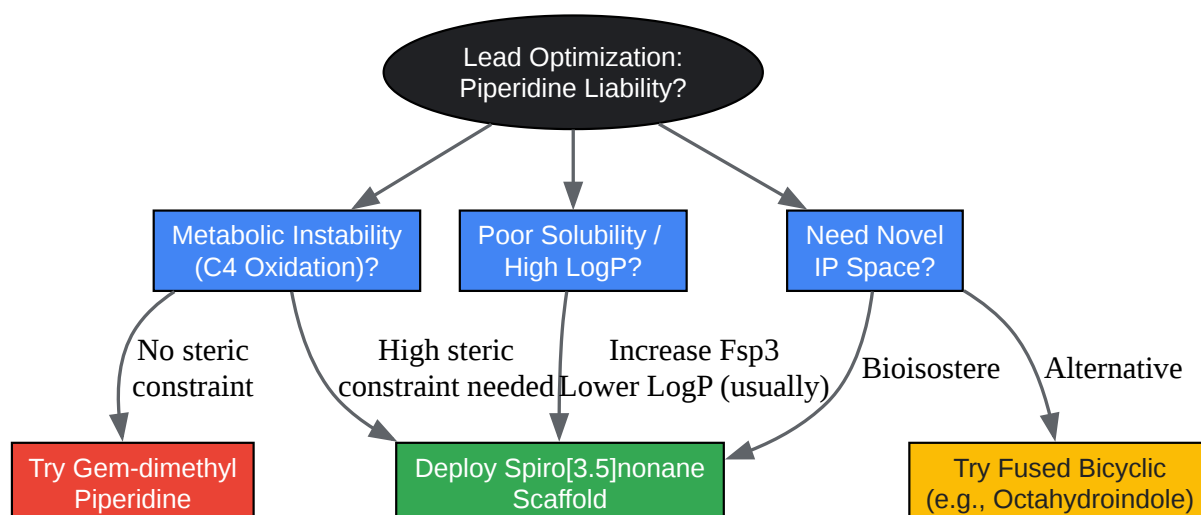 Lead Optimization:
Piperidine Liability?
Metabolic Instability
(C4 Oxidation)?
Poor Solubility /
High LogP?
Need Novel
IP Space?
No steric
constraint
High steric
constraint needed
Increase Fsp3
Lower LogP (usually)
Bioisostere
Alternative
Try Gem-dimethyl
Piperidine
Deploy Spiro[3.5]nonane
Scaffold
Try Fused Bicyclic
(e.g., Octahydroindole)